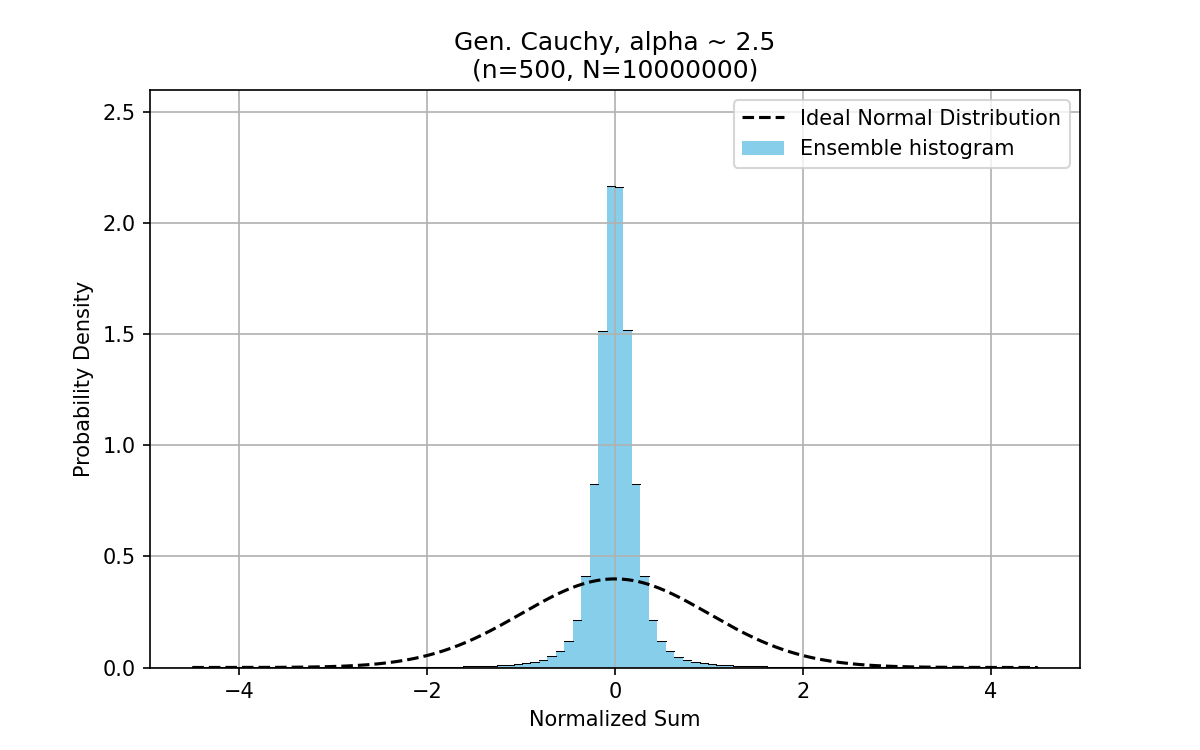 Gen. Cauchy, alpha ~ 2.5
(n=500, N=10000000)
Ideal Normal Distribution
Ensemble histogram
Probability Density
2.5
2.0
1.5
1.0
0.5
0.0
−4
−2
0
2
4
Normalized Sum